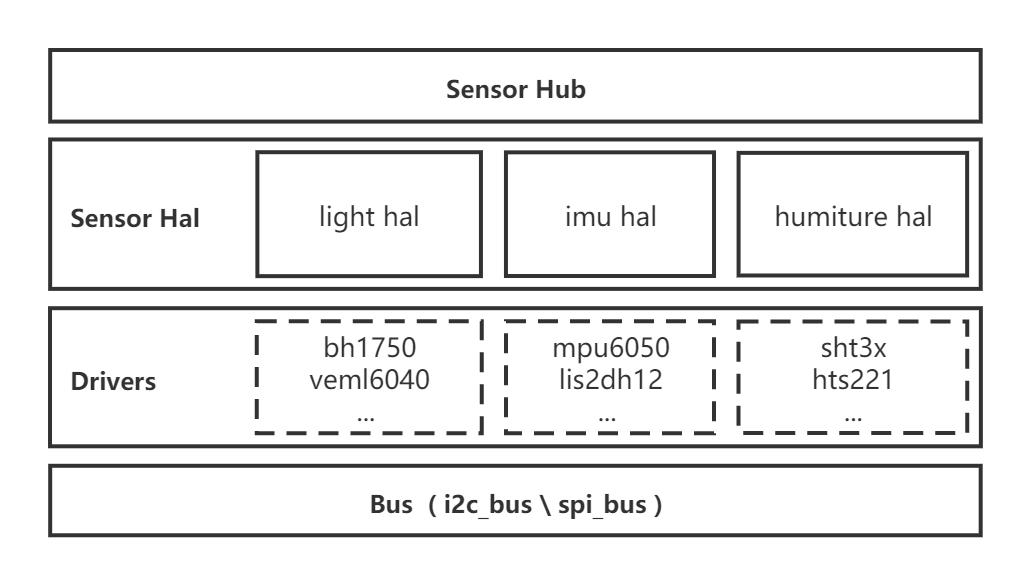 Sensor Hub
Sensor Hal
light hal
imu hal
humiture hal
Drivers
bh1750
veml6040
...
mpu6050
lis2dh12
...
sht3x
hts221
...
Bus ( i2c_bus \ spi_bus )